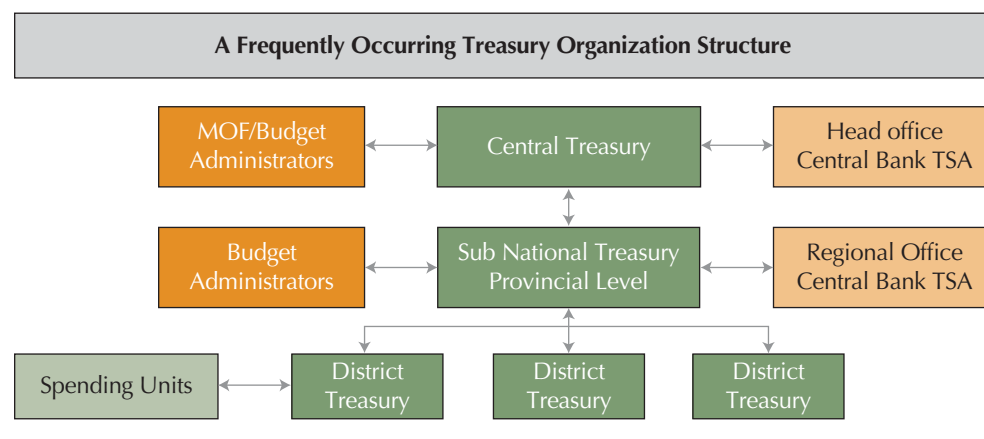 A Frequently Occurring Treasury Organization Structure
MOF/Budget
Administrators
Central Treasury
Head office
Central Bank TSA
Budget
Administrators
Sub National Treasury
Provincial Level
Regional Office
Central Bank TSA
Spending Units
District
Treasury
District
Treasury
District
Treasury